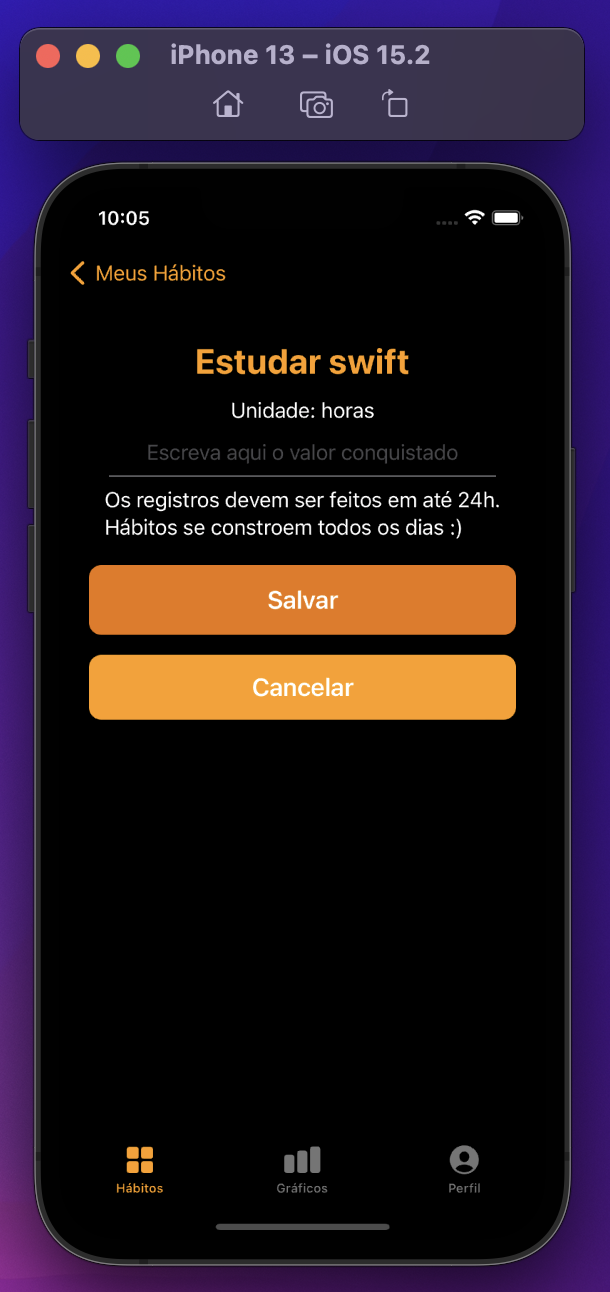 iPhone 13 – iOS 15.2
10:05
Meus Hábitos
Estudar swift
Unidade: horas
Escreva aqui o valor conquistado
Os registros devem ser feitos em até 24h.
Hábitos se constroem todos os dias :)
Salvar
Cancelar
Hábitos
Gráficos
Perfil